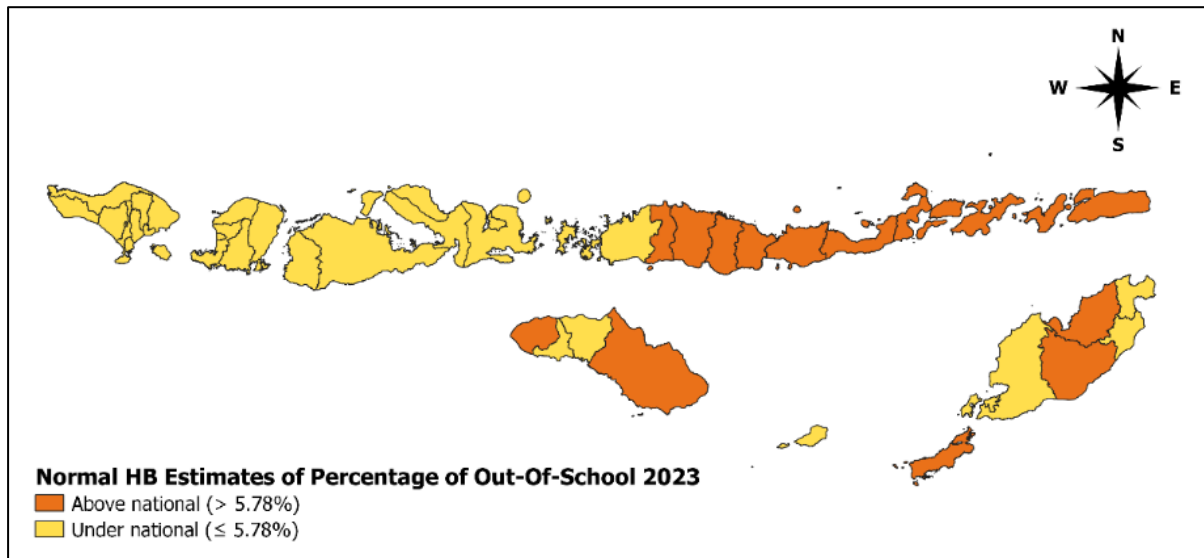 N
W E
S
Normal HB Estimates of Percentage of Out-Of-School 2023
Above national (> 5.78%)
Under national (≤ 5.78%)